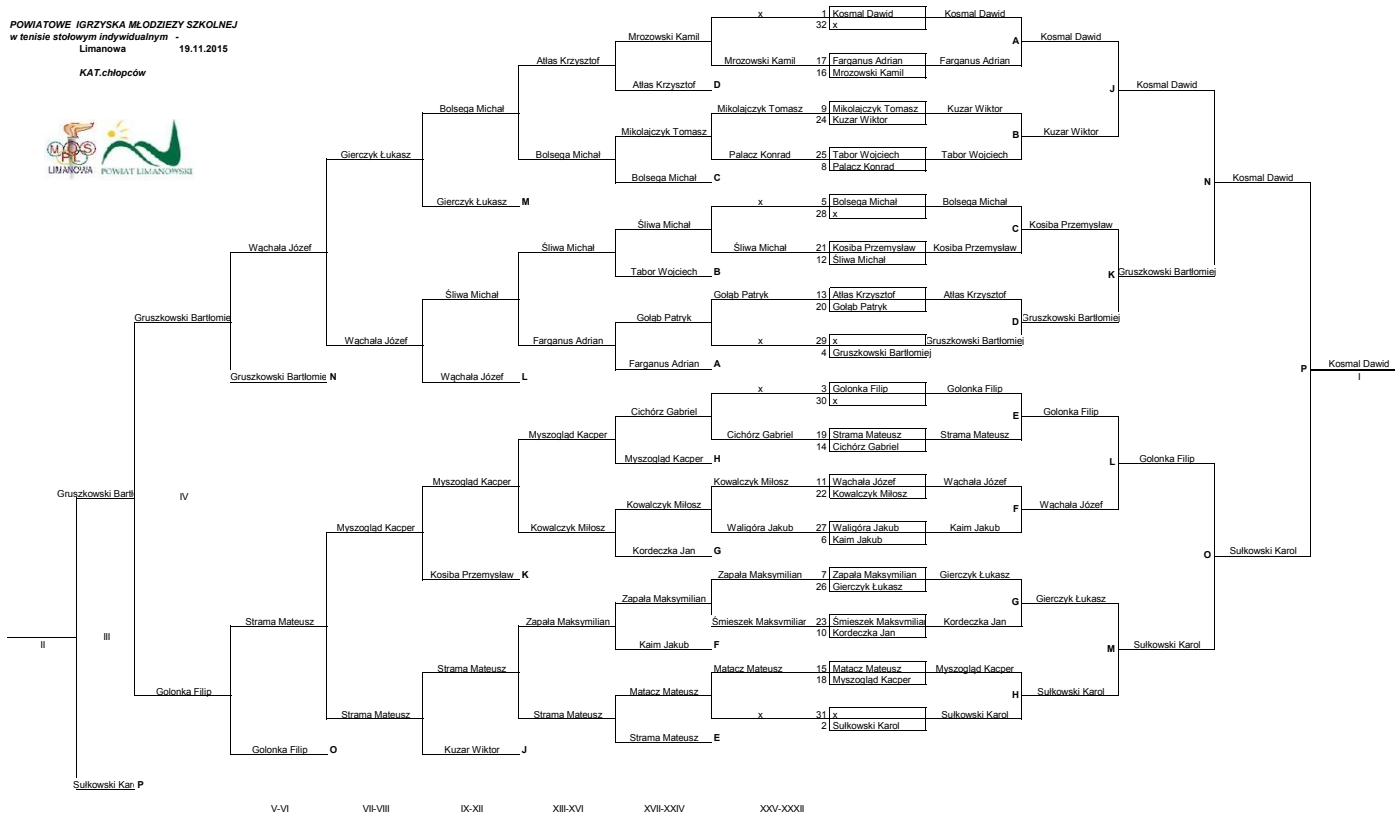 POWIATOWE IGRZYSKA MŁODZIEZY SZKOLNEJ
w tenisie stołowym indywidualnym -
Limanowa 19.11.2015
KAT.chłopców
LIMANOWA POWIAT LIMANOWSKI
x 1 Kosmal Dawid Kosmal Dawid
32 x
Mrozowski Kamil A Kosmal Dawid
Atłas Krzysztof Mrozowski Kamil 17 Farganus Adrian Farganus Adrian
16 Mrozowski Kamil
Atłas Krzysztof D J Kosmal Dawid
Bolsega Michał Mikolajczyk Tomasz 9 Mikolajczyk Tomasz Kuzar Wiktor
24 Kuzar Wiktor
Mikolajczyk Tomasz B Kuzar Wiktor
Gierczyk Łukasz Bolsega Michał Palacz Konrad 25 Tabor Wojciech Tabor Wojciech
8 Palacz Konrad
Bolsega Michał C N Kosmal Dawid
Gierczyk Łukasz M x 5 Bolsega Michał Bolsega Michał
28 x
Śliwa Michał C Kosiba Przemysław
Wąchała Józef Śliwa Michał Śliwa Michał 21 Kosiba Przemysław Kosiba Przemysław
12 Śliwa Michał
Tabor Wojciech B K Gruszkowski Bartłomiej
Śliwa Michał Gołąb Patryk 13 Atłas Krzysztof Atłas Krzysztof
20 Gołąb Patryk
Gruszkowski Bartłomie Gołąb Patryk D Gruszkowski Bartłomiej
Wąchała Józef Farganus Adrian x 29 x Gruszkowski Bartłomiej
4 Gruszkowski Bartłomiej
Farganus Adrian A P Kosmal Dawid
Gruszkowski Bartłomie N Wąchała Józef L I
x 3 Golonka Filip Golonka Filip
30 x
Cichórz Gabriel E Golonka Filip
Myszogląd Kacper Cichórz Gabriel 19 Strama Mateusz Strama Mateusz
14 Cichórz Gabriel
Myszogląd Kacper H L Golonka Filip
Myszogląd Kacper Kowalczyk Miłosz 11 Wąchała Józef Wąchała Józef
Gruszkowski Bartł IV 22 Kowalczyk Miłosz
Kowalczyk Miłosz F Wąchała Józef
Myszogląd Kacper Kowalczyk Miłosz Waligóra Jakub 27 Waligóra Jakub Kaim Jakub
6 Kaim Jakub
Kordeczka Jan G O Sułkowski Karol
Kosiba Przemysław K Zapała Maksymilian 7 Zapała Maksymilian Gierczyk Łukasz
26 Gierczyk Łukasz
Zapała Maksymilian G Gierczyk Łukasz
Strama Mateusz Zapała Maksymilian Śmieszek Maksymiliar 23 Śmieszek Maksymiliar Kordeczka Jan
10 Kordeczka Jan
II III Kaim Jakub F M Sułkowski Karol
Strama Mateusz Matacz Mateusz 15 Matacz Mateusz Myszogląd Kacper
18 Myszogląd Kacper
Golonka Filip Matacz Mateusz H Sułkowski Karol
Strama Mateusz Strama Mateusz x 31 x Sułkowski Karol
2 Sułkowski Karol
Strama Mateusz E
Golonka Filip O Kuzar Wiktor J
Sułkowski Karo P
V-VI VII-VIII IX-XII XIII-XVI XVII-XXIV XXV-XXXII